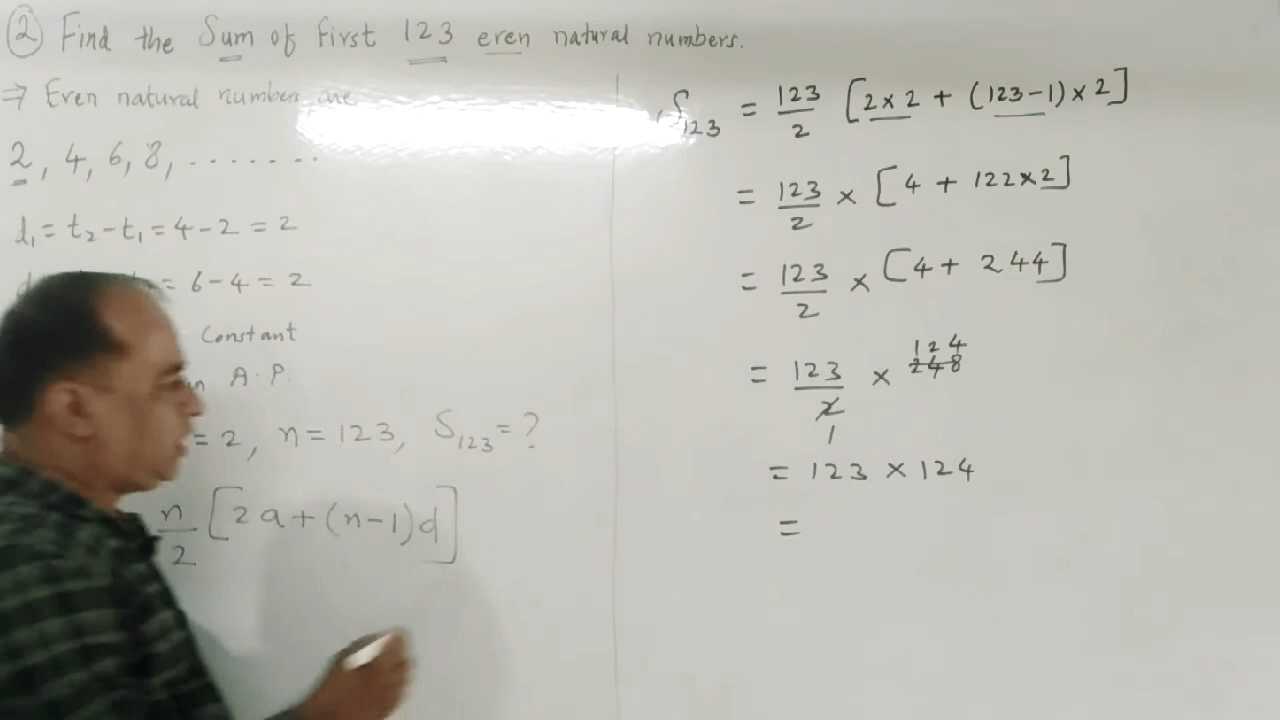 ② Find the Sum of first 123 even natural numbers.
⇒ Even natural number are
2, 4, 6, 8, .......
d₁ = t₂ - t₁ = 4 - 2 = 2
= 6 - 4 = 2
Constant
A.P.
= 2, n = 123, S₁₂₃ = ?
n/2 [2a + (n-1)d]
S₁₂₃ = 123/2 [2×2 + (123-1)×2]
= 123/2 × [4 + 122×2]
= 123/2 × [4 + 244]
124
= 123/2 × 248
1
= 123 × 124
=